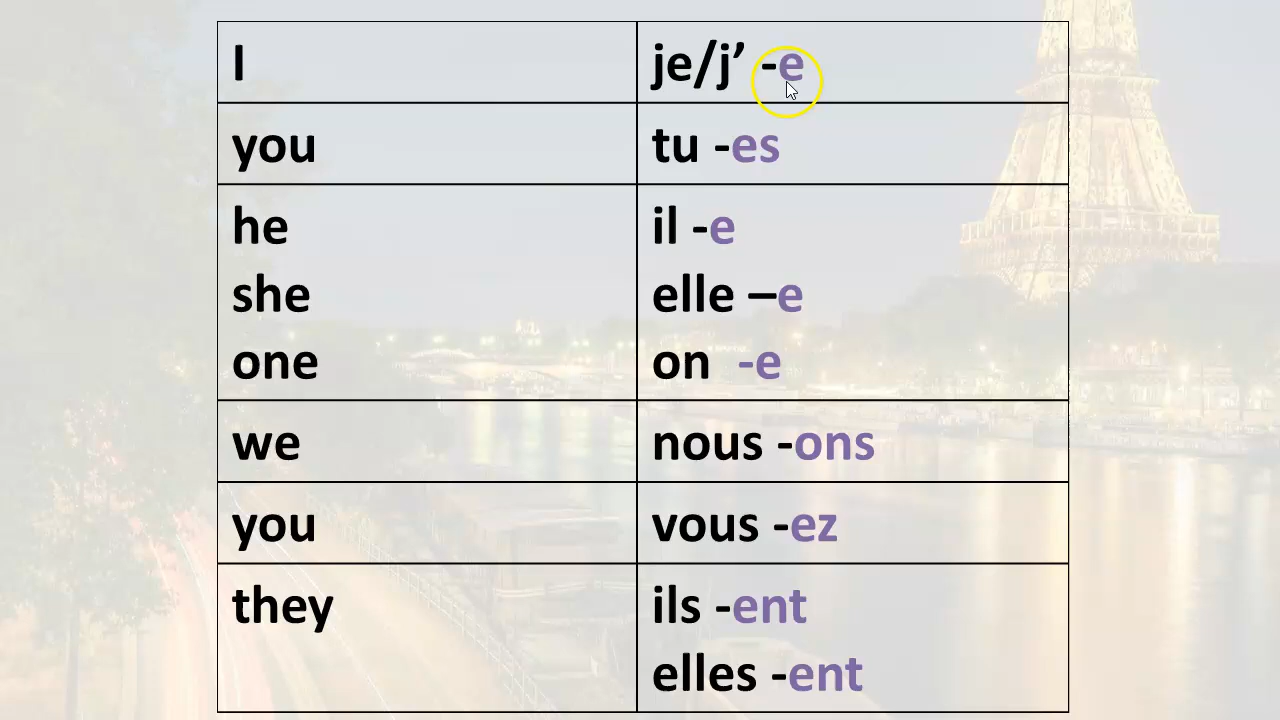 I je/j’ -e
you tu -es
he il -e
she elle –e
one on -e
we nous -ons
you vous -ez
they ils -ent
elles -ent